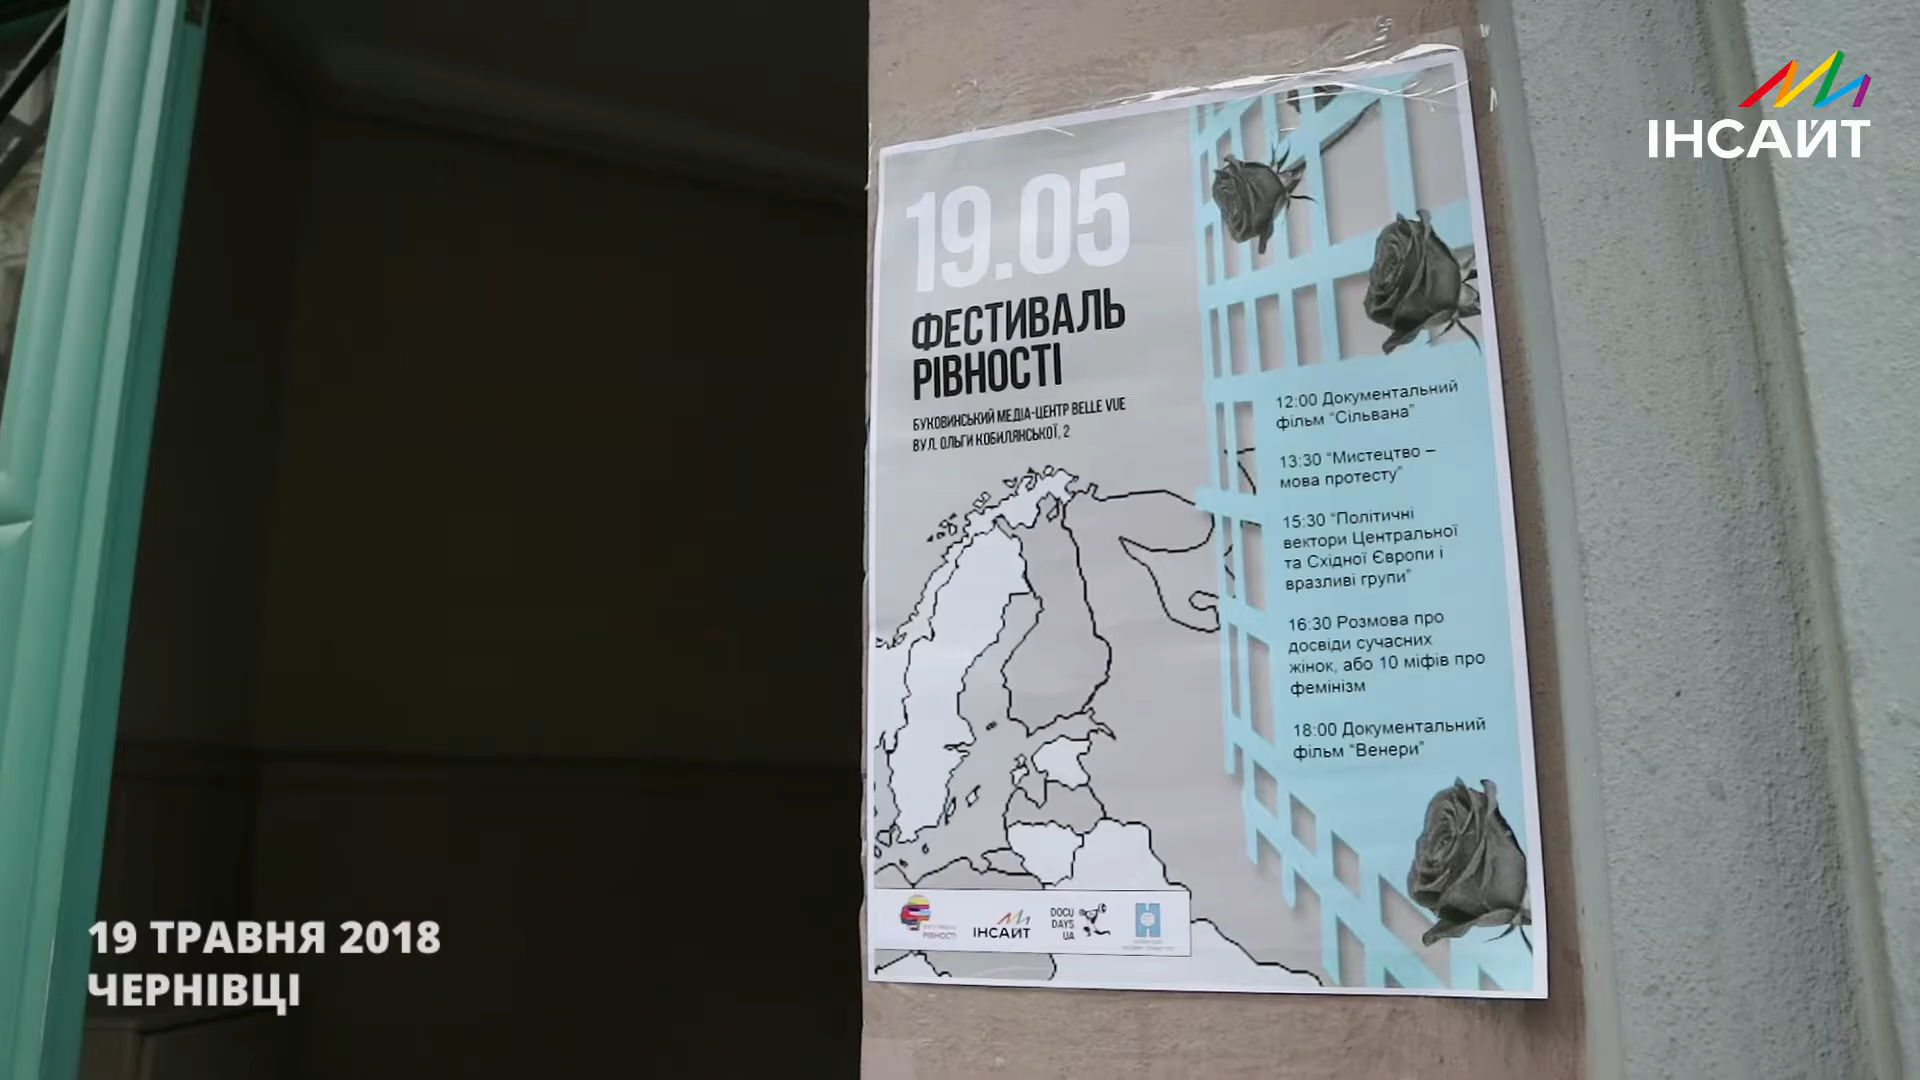 ІНСАЙТ
19.05
ФЕСТИВАЛЬ
РІВНОСТІ
БУКОВИНСЬКИЙ МЕДІА-ЦЕНТР BELLE VUE
ВУЛ. ОЛЬГИ КОБИЛЯНСЬКОЇ, 2
12:00 Документальний
фільм “Сільвана”
13:30 “Мистецтво –
мова протесту”
15:30 “Політичні
вектори Центральної
та Східної Європи і
вразливі групи”
16:30 Розмова про
досвіди сучасних
жінок, або 10 міфів про
фемінізм
18:00 Документальний
фільм “Венери”
РІВНОСТІ
ІНСАЙТ
DOCU
DAYS
UA
19 ТРАВНЯ 2018
ЧЕРНІВЦІ